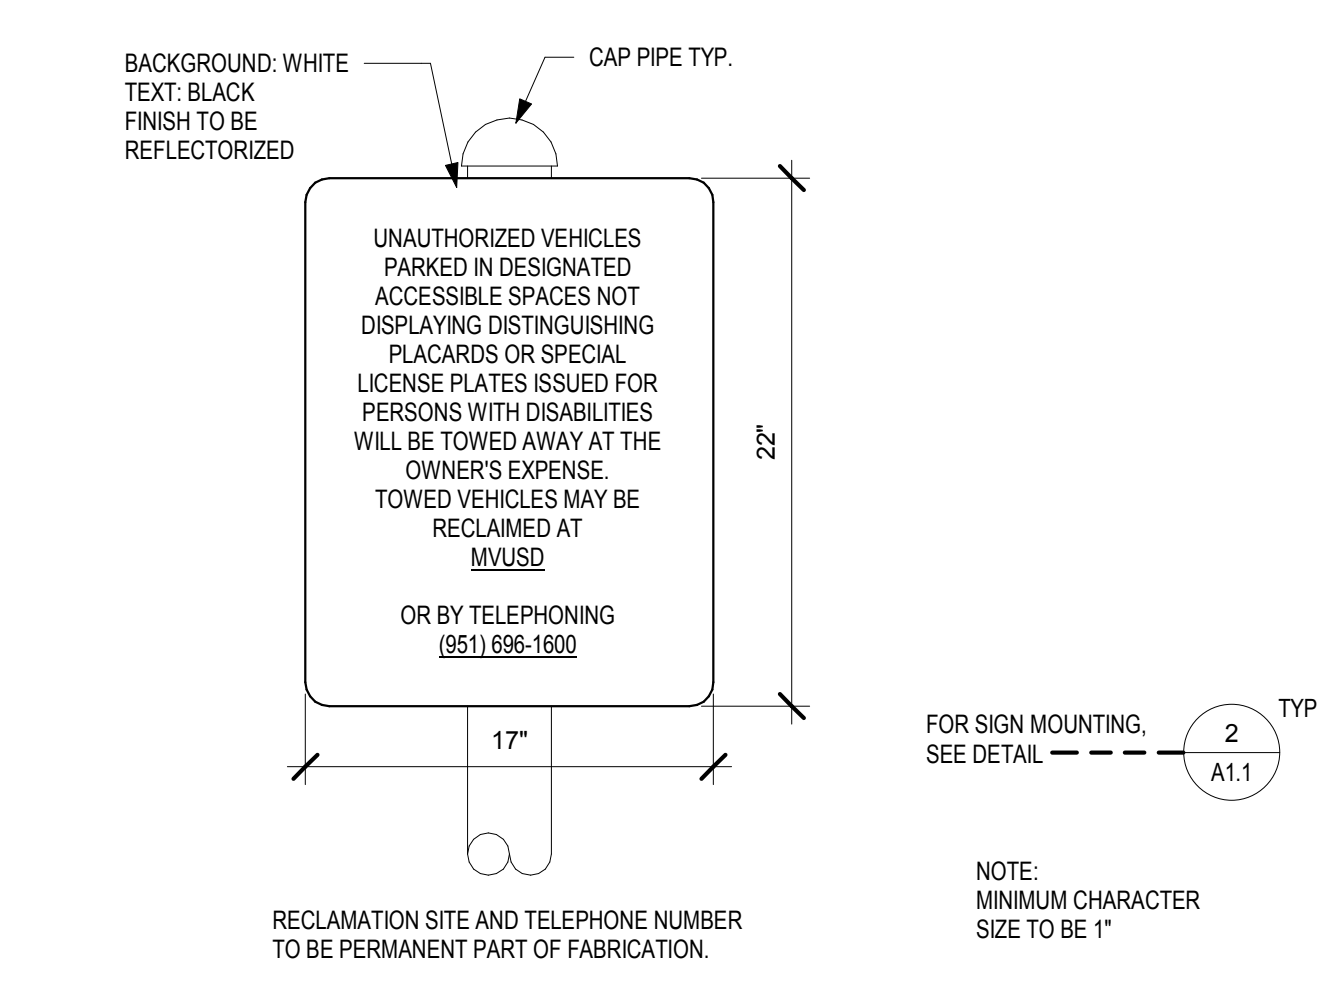 BACKGROUND: WHITE
TEXT: BLACK
FINISH TO BE
REFLECTORIZED
CAP PIPE TYP.
UNAUTHORIZED VEHICLES
PARKED IN DESIGNATED
ACCESSIBLE SPACES NOT
DISPLAYING DISTINGUISHING
PLACARDS OR SPECIAL
LICENSE PLATES ISSUED FOR
PERSONS WITH DISABILITIES
WILL BE TOWED AWAY AT THE
OWNER'S EXPENSE.
TOWED VEHICLES MAY BE
RECLAIMED AT
MVUSD
OR BY TELEPHONING
(951) 696-1600
22"
17"
FOR SIGN MOUNTING,
SEE DETAIL
2
A1.1
TYP
NOTE:
MINIMUM CHARACTER
SIZE TO BE 1"
RECLAMATION SITE AND TELEPHONE NUMBER
TO BE PERMANENT PART OF FABRICATION.